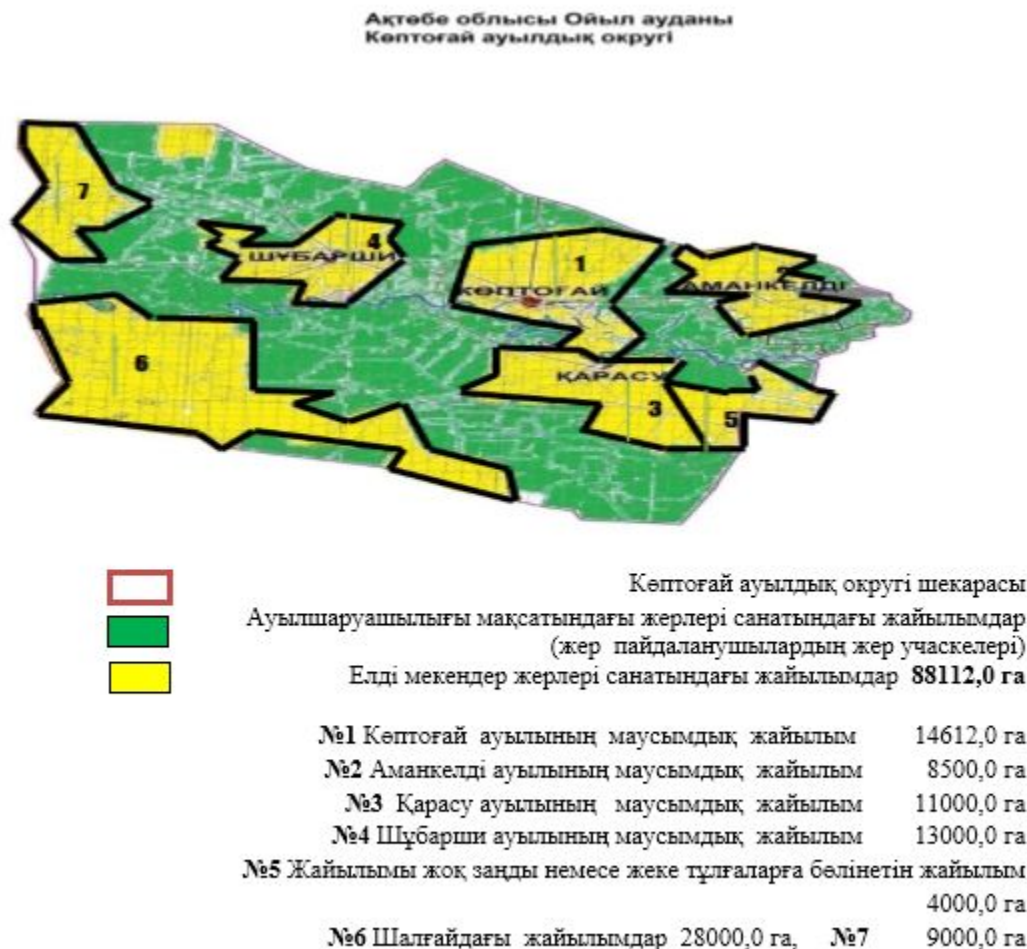 Ақтөбе облысы Ойыл ауданы
Көптоғай ауылдық округі
7
4
ШҰБАРШИ
1
КӨПТОҒАЙ
2
АМАНКЕЛДІ
6
ҚАРАСУ
3
5
Көптоғай ауылдық округі шекарасы
Ауылшаруашылығы мақсатындағы жерлері санатындағы жайылымдар
(жер пайдаланушылардың жер учаскелері)
Елді мекендер жерлері санатындағы жайылымдар 88112,0 га
№1 Көптоғай ауылының маусымдық жайылым 14612,0 га
№2 Аманкелді ауылының маусымдық жайылым 8500,0 га
№3 Қарасу ауылының маусымдық жайылым 11000,0 га
№4 Шұбарши ауылының маусымдық жайылым 13000,0 га
№5 Жайылымы жоқ заңды немесе жеке тұлғаларға бөлінетін жайылым
4000,0 га
№6 Шалғайдағы жайылымдар 28000,0 га, №7 9000,0 га